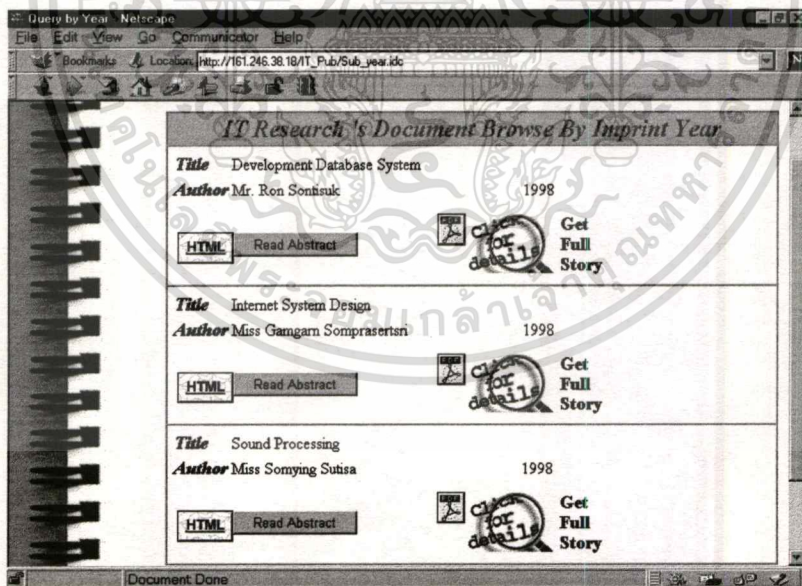 Query by Year - Netscape
File Edit View Go Communicator Help
Bookmarks Location: http://161.246.38.18/IT_Pub/Sub_year.idc
N
IT Research 's Document Browse By Imprint Year
Title Development Database System
Author Mr. Ron Sontisuk 1998
HTML Read Abstract
Click for details
Get Full Story
Title Internet System Design
Author Miss Gamgarn Somprasertsri 1998
HTML Read Abstract
Click for details
Get Full Story
Title Sound Processing
Author Miss Somying Sutisa 1998
HTML Read Abstract
Click for details
Get Full Story
Document Done